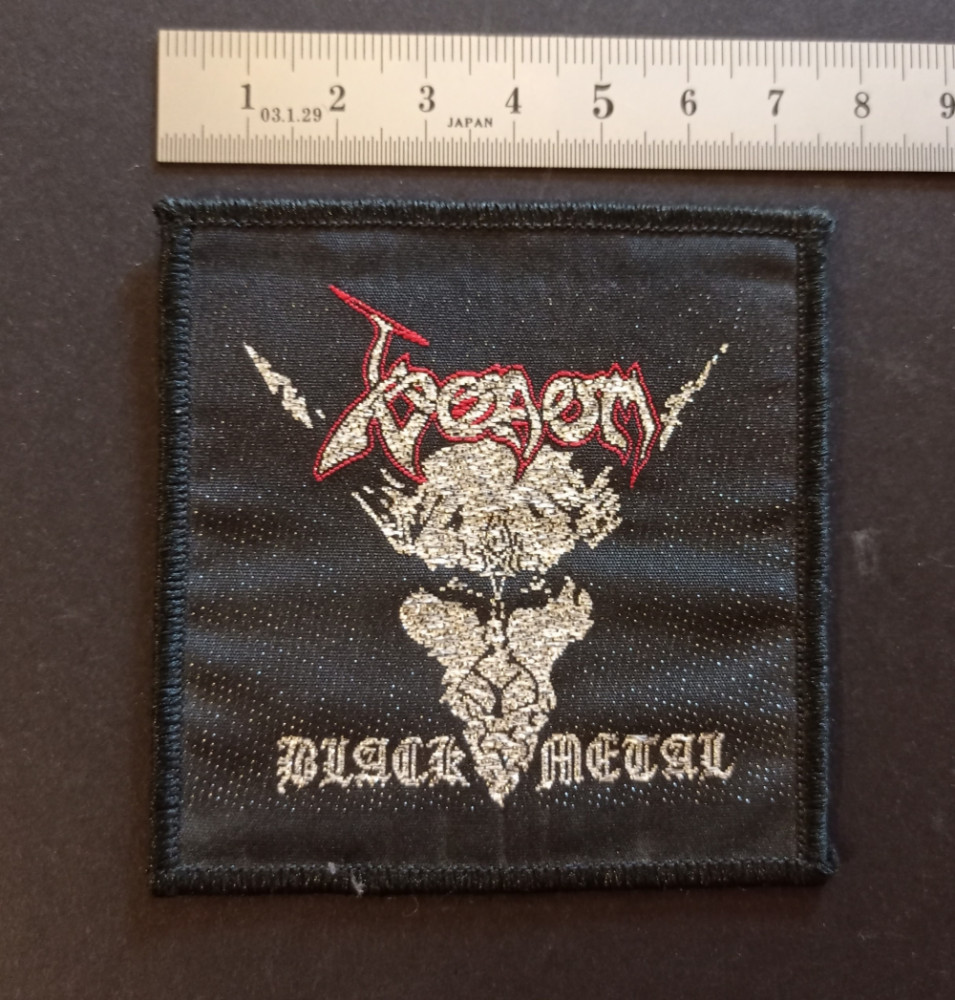 1 2 3 4 5 6 7 8 9
03.1.29 JAPAN
Venom
BLACK METAL